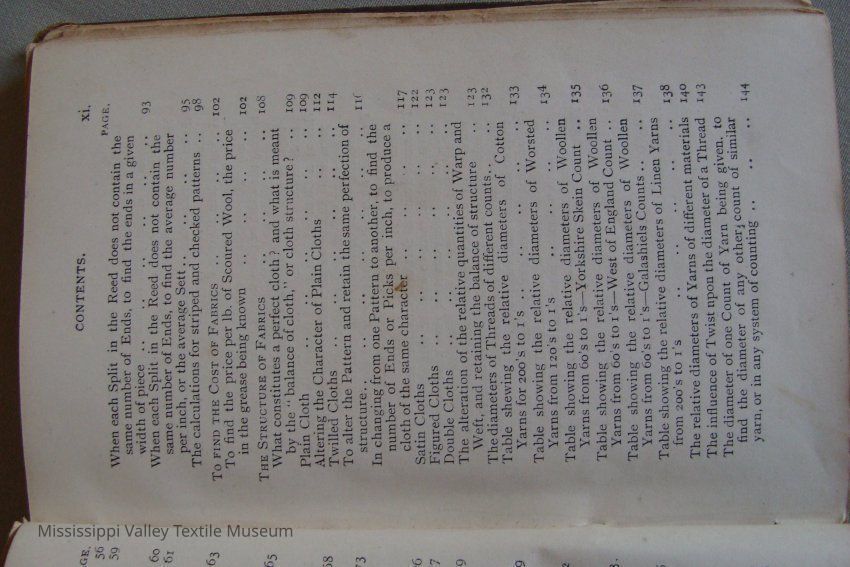 xi.
CONTENTS.
PAGE.
When each Split in the Reed does not contain the
same number of Ends, to find the ends in a given
width of piece .. .. .. .. .. 93
When each Split in the Reed does not contain the
same number of Ends, to find the average number
per inch, or the average Sett .. .. .. .. 95
The calculations for striped and checked patterns .. 98
TO FIND THE COST OF FABRICS .. .. .. .. 102
To find the price per lb. of Scoured Wool, the price
in the grease being known .. .. .. .. 102
THE STRUCTURE OF FABRICS .. .. .. .. 108
What constitutes a perfect cloth? and what is meant
by the "balance of cloth," or cloth structure? .. 109
Plain Cloth .. .. .. .. .. 109
Altering the Character of Plain Cloths .. .. 112
Twilled Cloths .. .. .. .. .. 114
To alter the Pattern and retain the same perfection of
structure.. .. .. .. .. ..
In changing from one Pattern to another, to find the
number of Ends or Picks per inch, to produce a
cloth of the same character .. .. .. .. 117
Satin Cloths .. .. .. .. .. 122
Figured Cloths .. .. .. .. .. 123
Double Cloths .. .. .. .. .. 123
The alteration of the relative quantities of Warp and
Weft, and retaining the balance of structure .. 123
The diameters of Threads of different counts.. .. 132
Table shewing the relative diameters of Cotton
Yarns for 200's to 1's .. .. .. .. 133
Table showing the relative diameters of Worsted
Yarns from 120's to 1's .. .. .. .. 134
Table showing the relative diameters of Woollen
Yarns from 60's to 1's—Yorkshire Skein Count .. 135
Table showing the relative diameters of Woollen
Yarns from 60's to 1's—West of England Count .. 136
Table showing the relative diameters of Woollen
Yarns from 60's to 1's—Galashiels Counts .. .. 137
Table showing the relative diameters of Linen Yarns
from 200's to 1's .. .. .. .. .. 138
The relative diameters of Yarns of different materials 140
The influence of Twist npon the diameter of a Thread 143
The diameter of one Count of Yarn being given, to
find the diameter of any other count of similar
yarn, or in any system of counting .. .. .. 144
GE.
56
59
60
61
63
65
68
73
Mississippi Valley Textile Museum